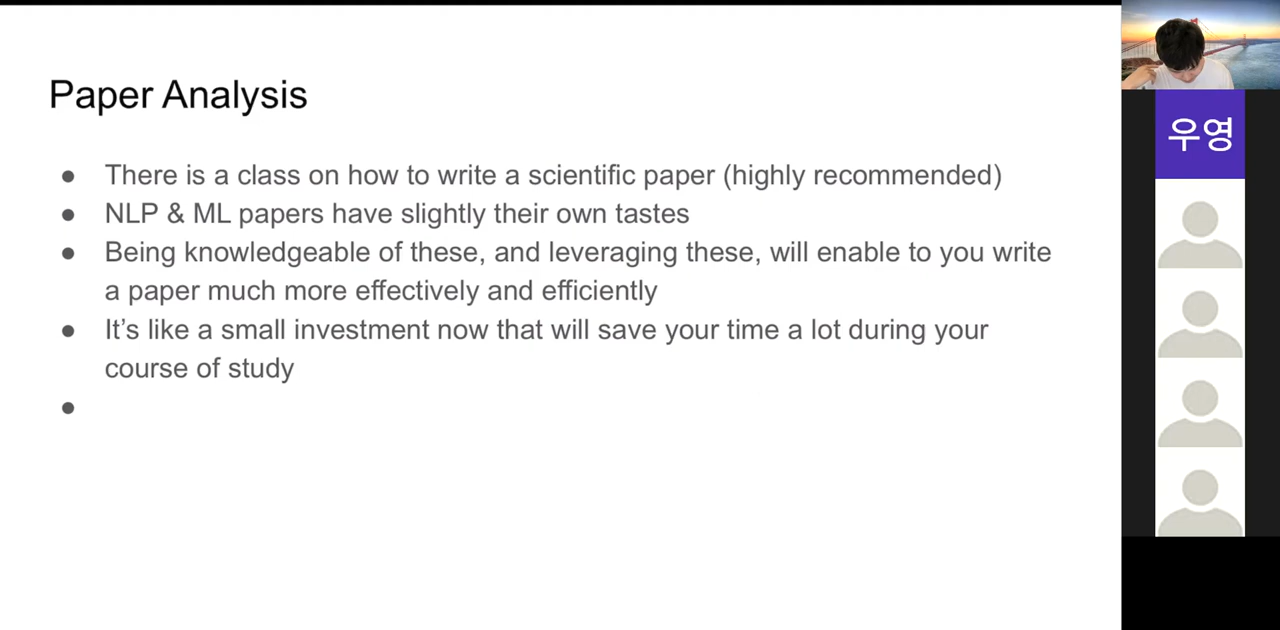 Paper Analysis
● There is a class on how to write a scientific paper (highly recommended)
● NLP & ML papers have slightly their own tastes
● Being knowledgeable of these, and leveraging these, will enable to you write
a paper much more effectively and efficiently
● It's like a small investment now that will save your time a lot during your
course of study
●
우영